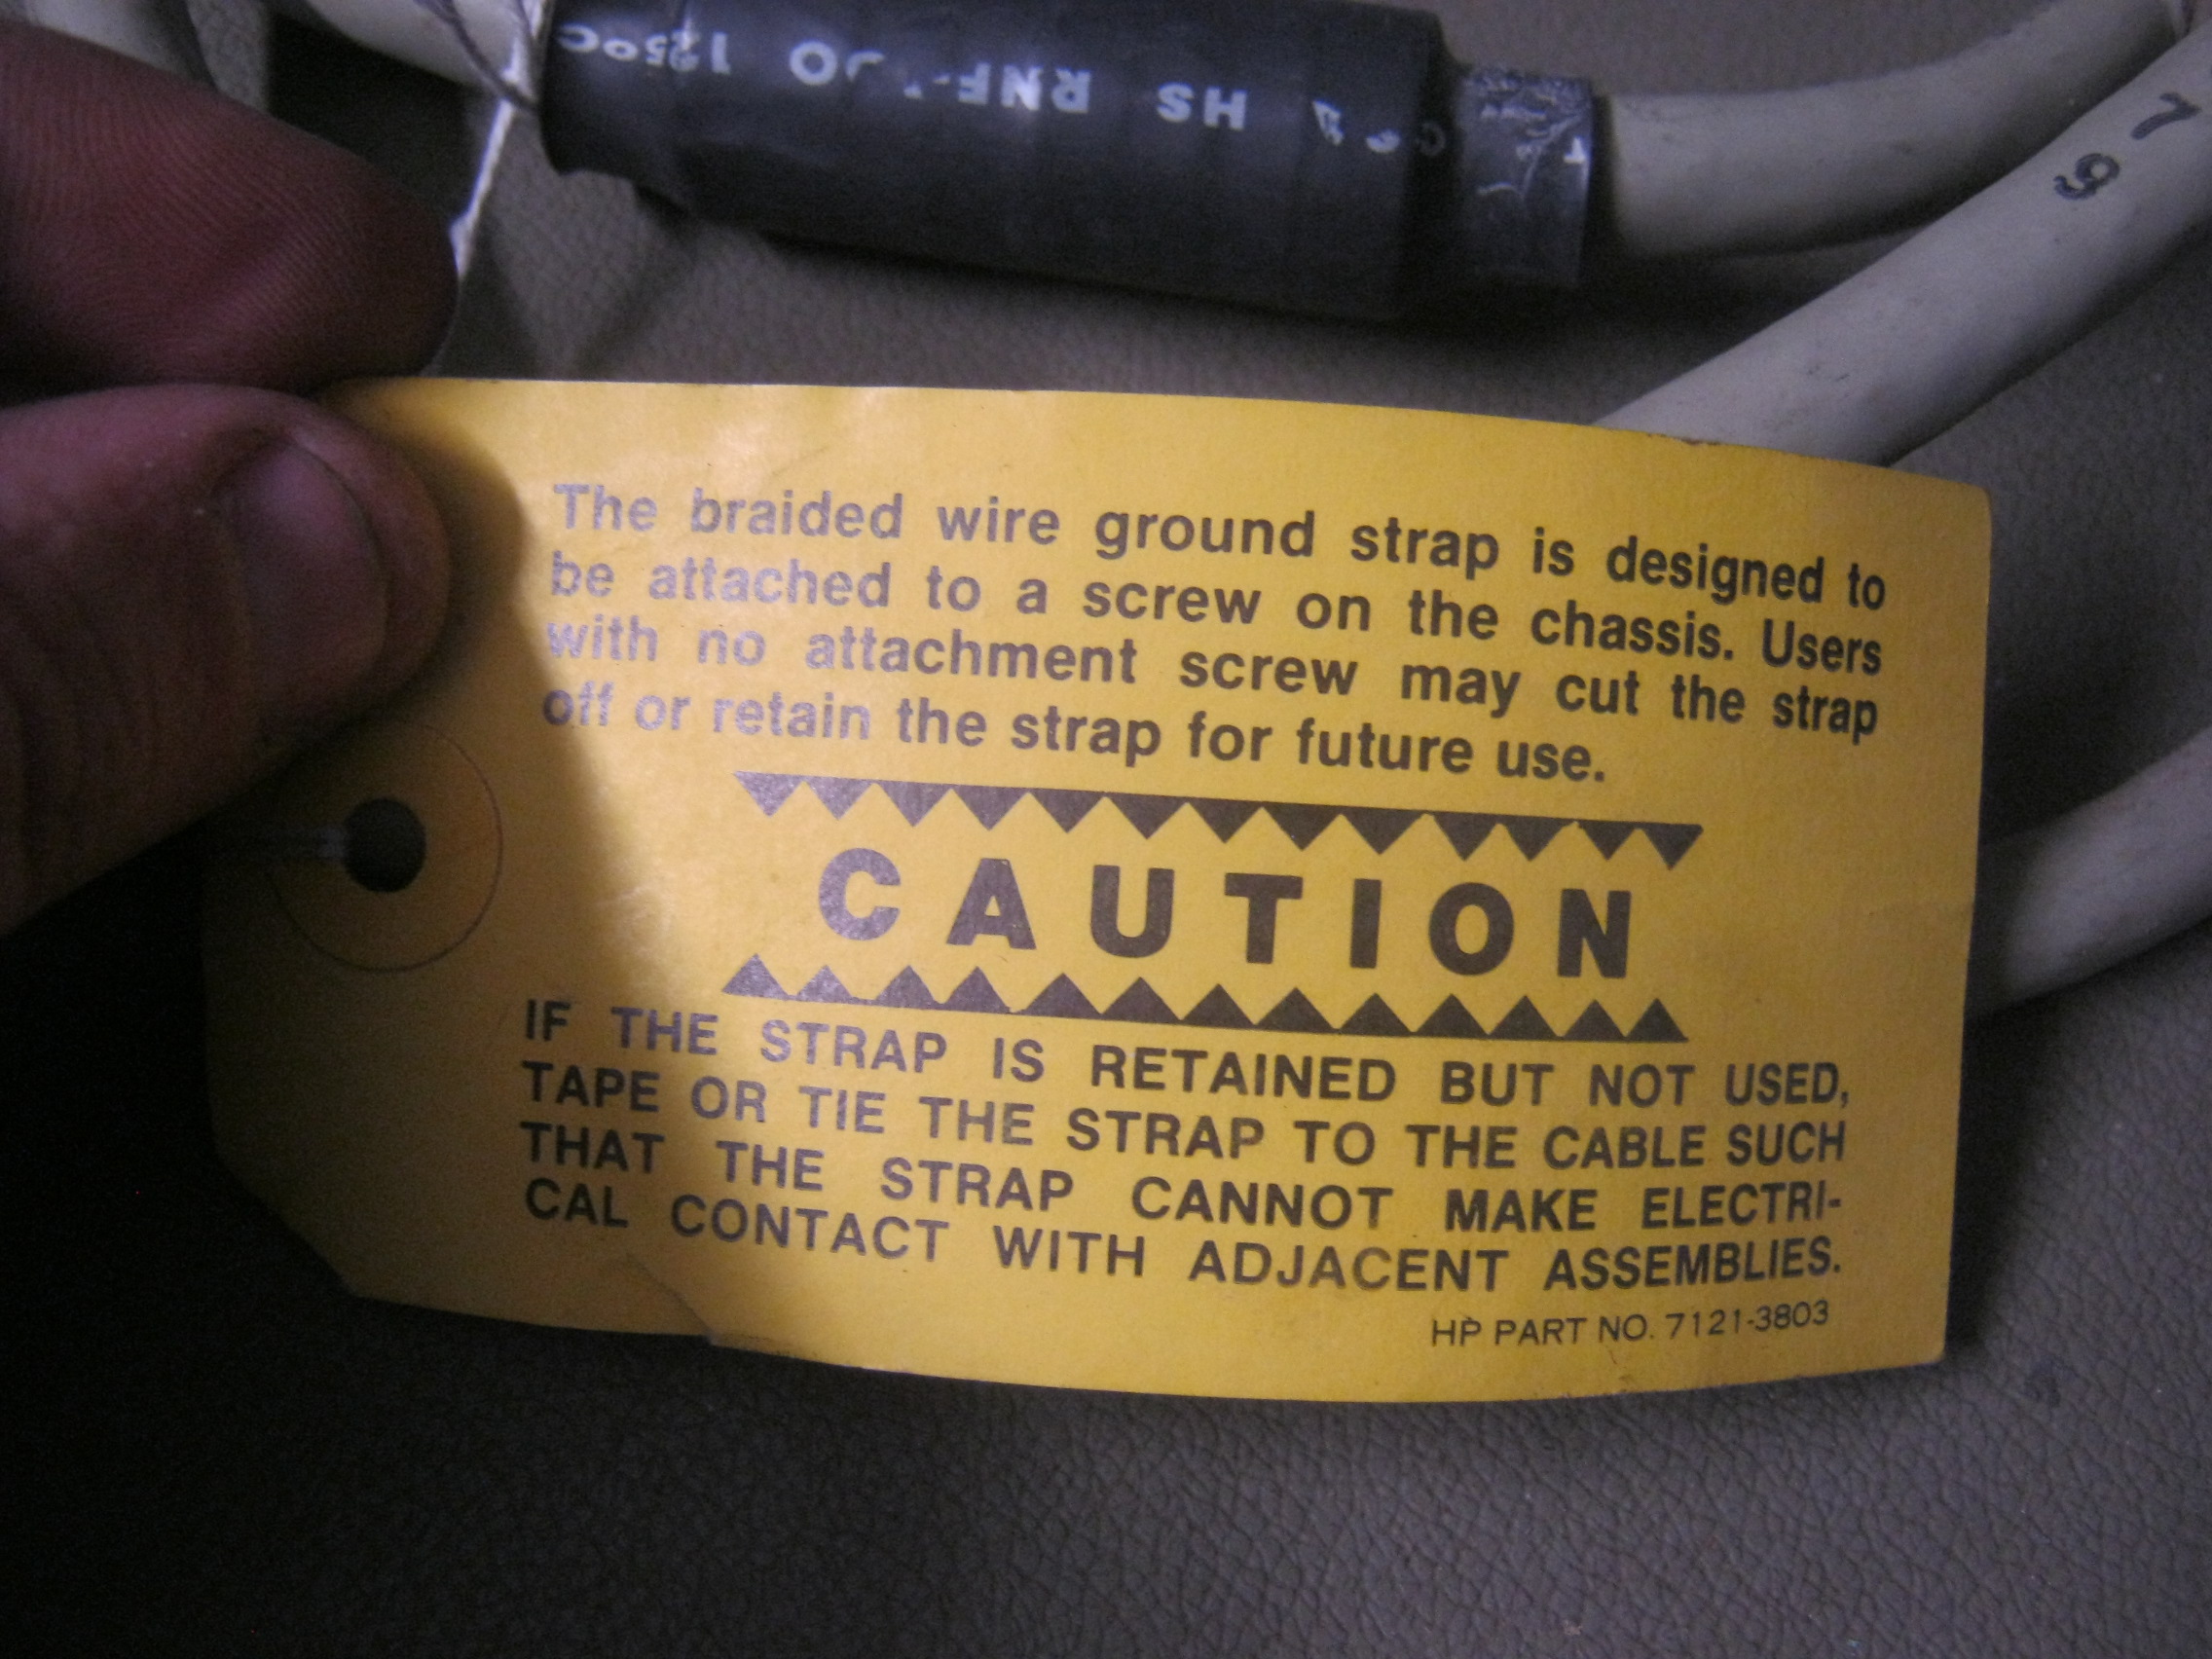 125°C
HS RNF-
7
9
The braided wire ground strap is designed to
be attached to a screw on the chassis. Users
with no attachment screw may cut the strap
off or retain the strap for future use.
CAUTION
IF THE STRAP IS RETAINED BUT NOT USED,
TAPE OR TIE THE STRAP TO THE CABLE SUCH
THAT THE STRAP CANNOT MAKE ELECTRI-
CAL CONTACT WITH ADJACENT ASSEMBLIES.
HP PART NO. 7121-3803